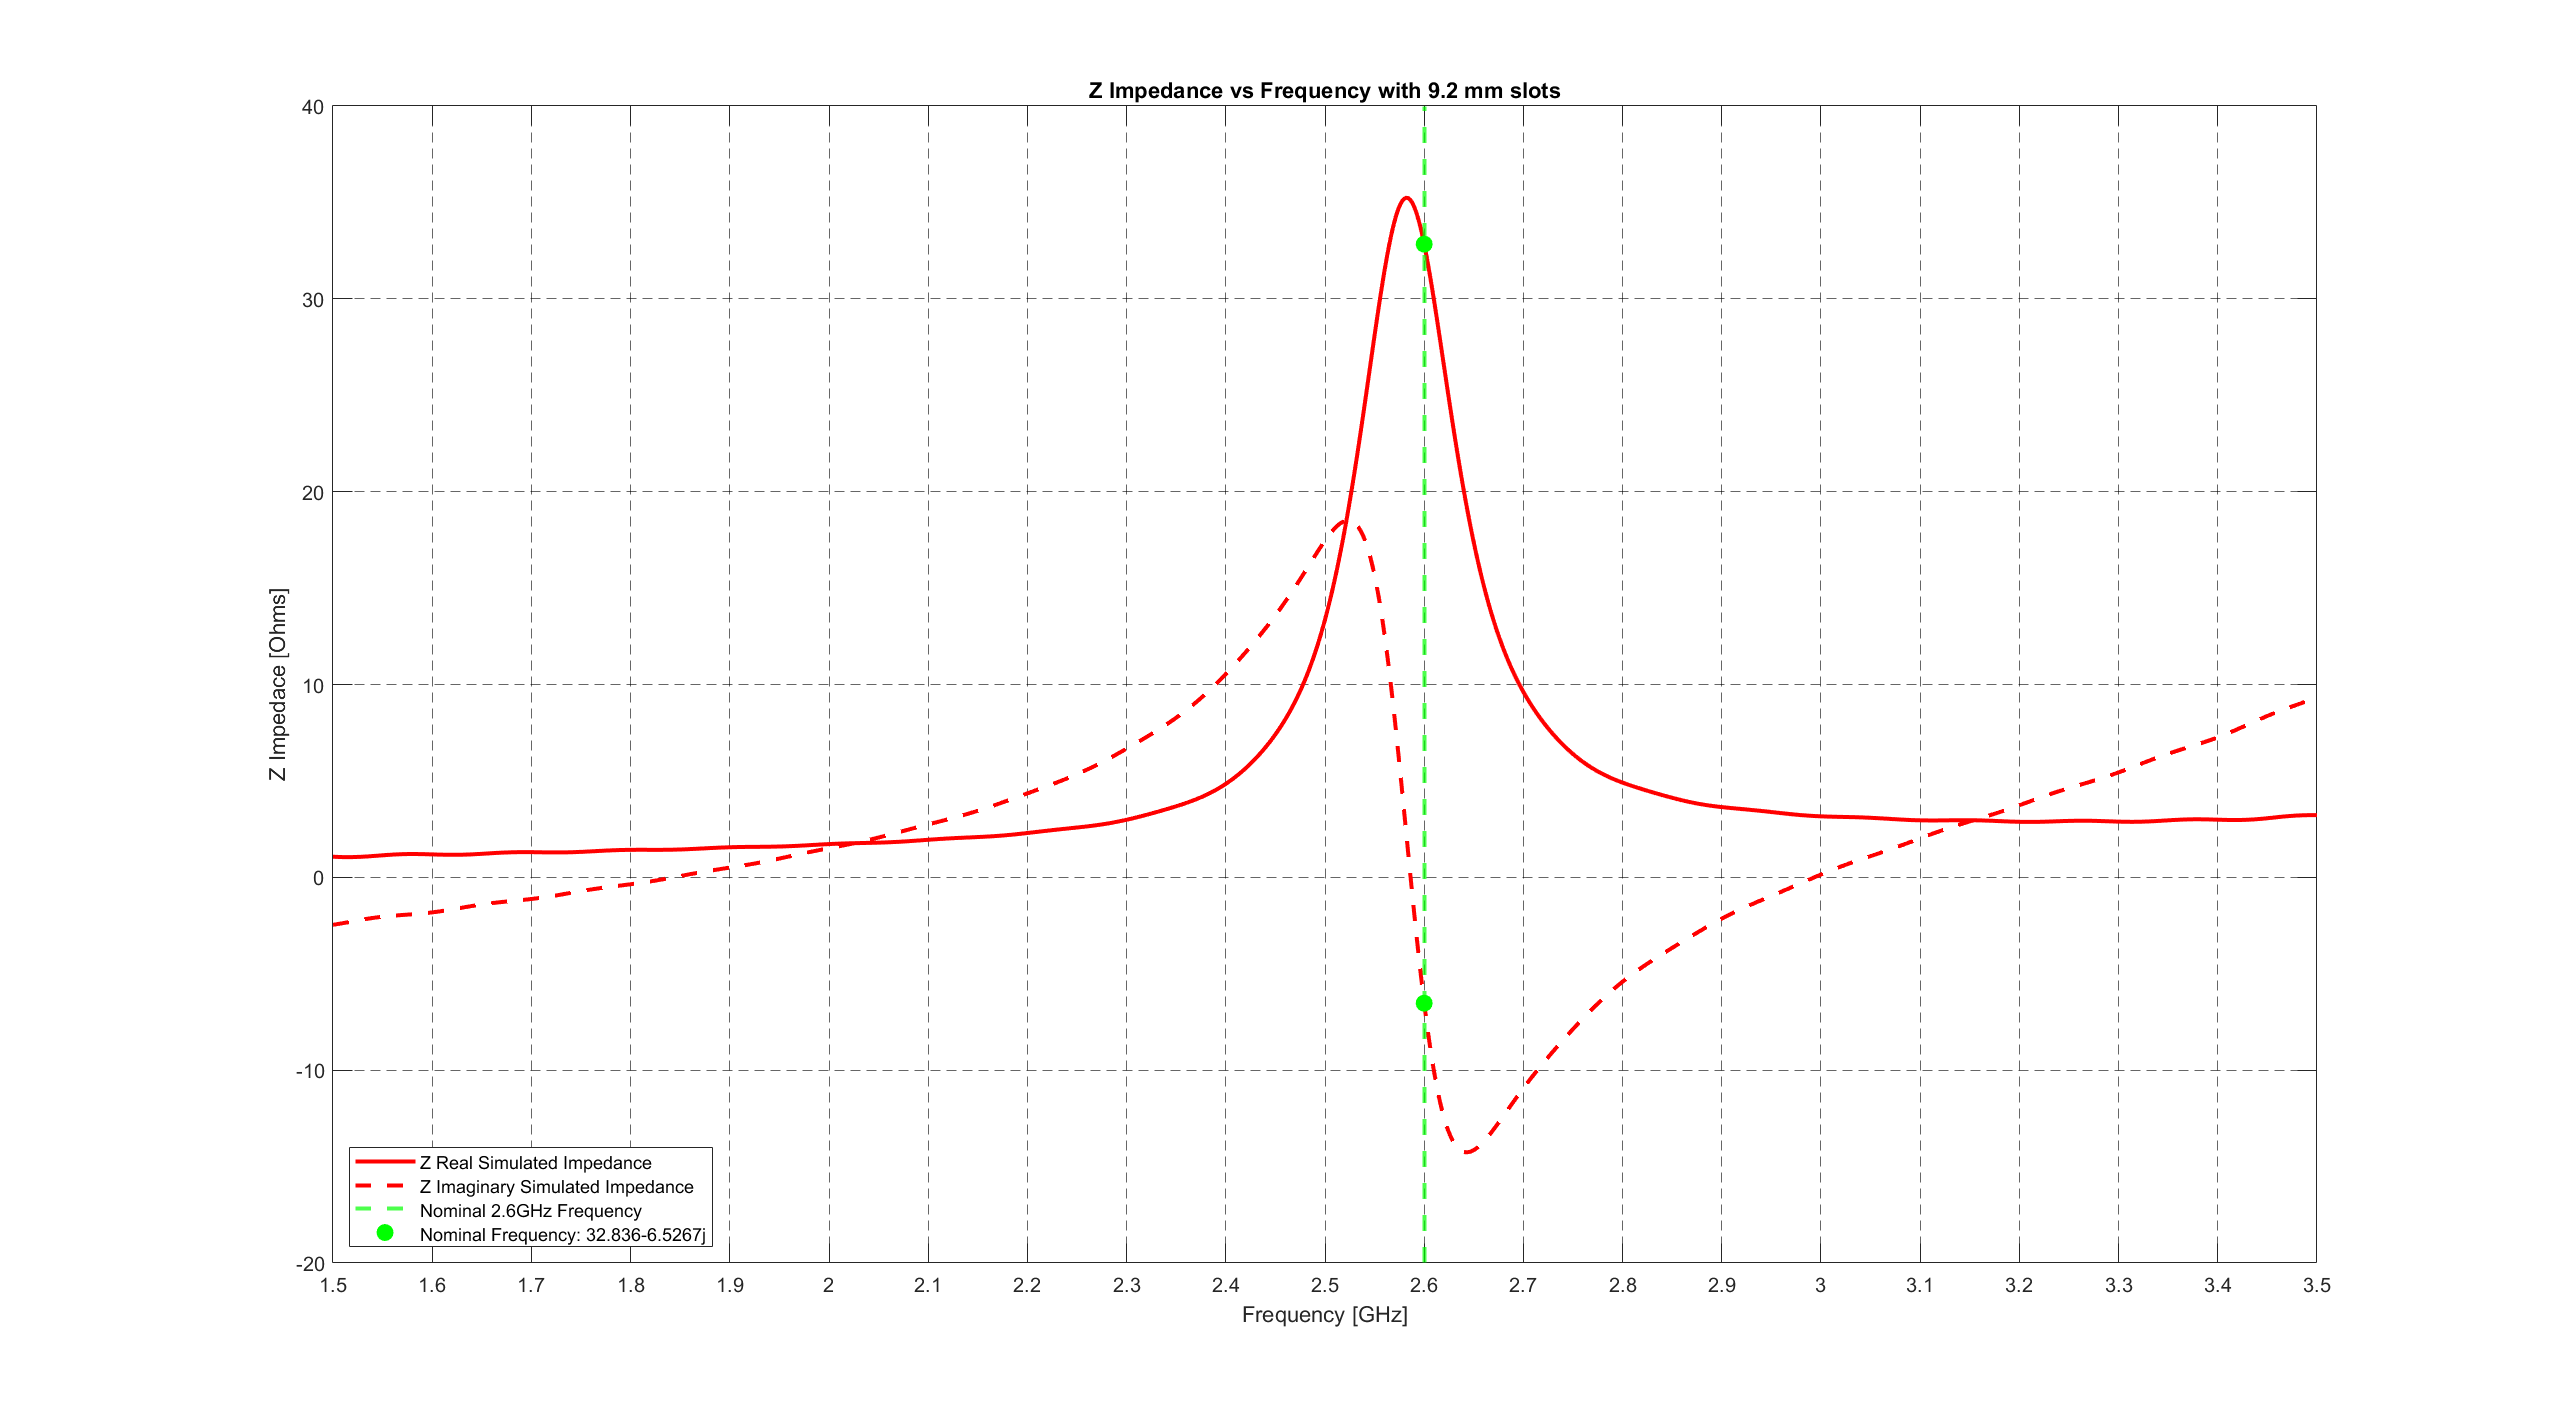 Z Impedance vs Frequency with 9.2 mm slots
40
30
20
10
0
-10
-20
Z Impedace [Ohms]
Z Real Simulated Impedance
Z Imaginary Simulated Impedance
Nominal 2.6GHz Frequency
Nominal Frequency: 32.836-6.5267j
1.5 1.6 1.7 1.8 1.9 2 2.1 2.2 2.3 2.4 2.5 2.6 2.7 2.8 2.9 3 3.1 3.2 3.3 3.4 3.5
Frequency [GHz]